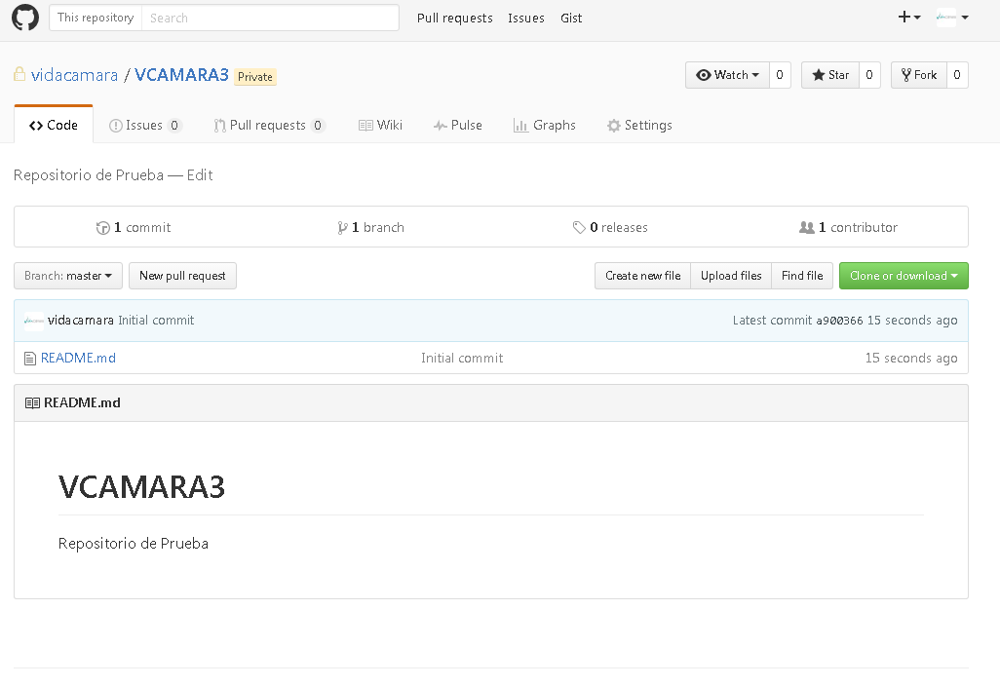 This repository Search Pull requests Issues Gist
vidacamara / VCAMARA3 Private Watch 0 Star 0 Fork 0
Code Issues 0 Pull requests 0 Wiki Pulse Graphs Settings
Repositorio de Prueba — Edit
1 commit 1 branch 0 releases 1 contributor
Branch: master New pull request Create new file Upload files Find file Clone or download
vidacamara Initial commit Latest commit a900366 15 seconds ago
README.md Initial commit 15 seconds ago
README.md
VCAMARA3
Repositorio de Prueba